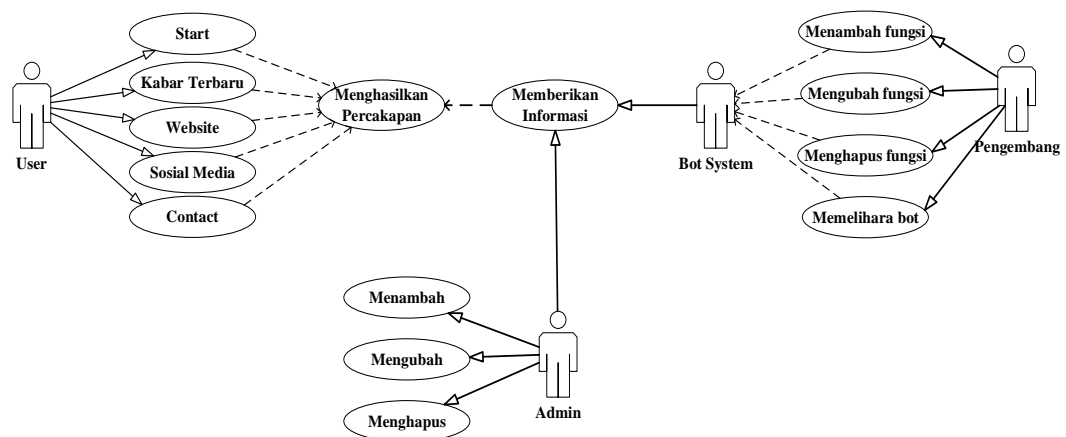 Start
Kabar Terbaru
Website
Sosial Media
Contact
User
Menghasilkan
Percakapan
Memberikan
Informasi
Bot System
Menambah fungsi
Mengubah fungsi
Menghapus fungsi
Memelihara bot
Pengembang
Menambah
Mengubah
Menghapus
Admin